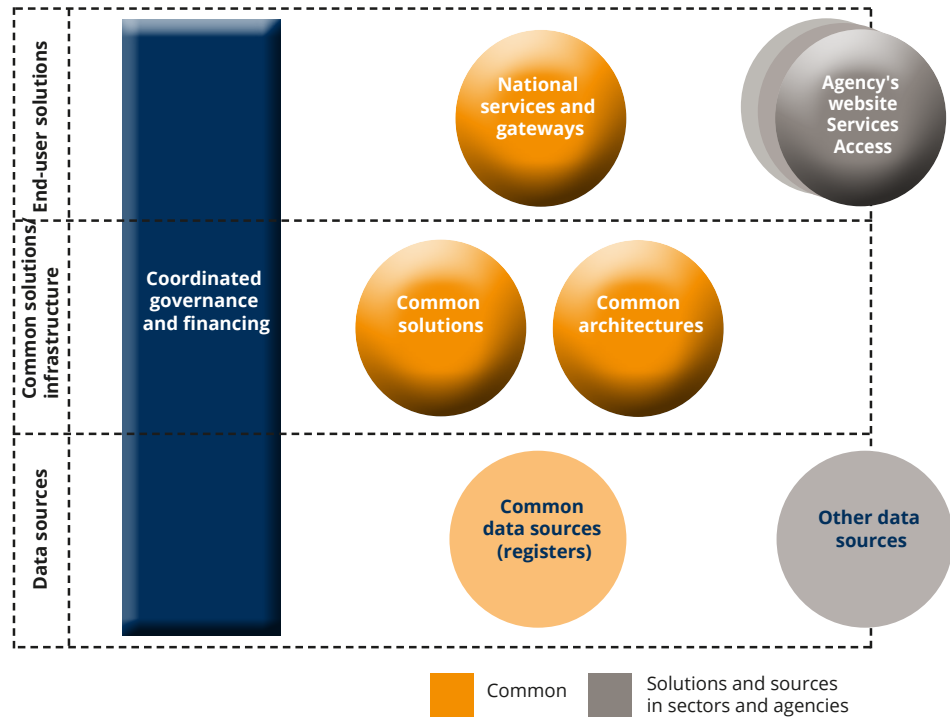 End-user solutions
National
services and
gateways
Agency's
website
Services
Access
Common solutions/
infrastructure
Coordinated
governance
and financing
Common
solutions
Common
architectures
Data sources
Common
data sources
(registers)
Other data
sources
Common
Solutions and sources
in sectors and agencies